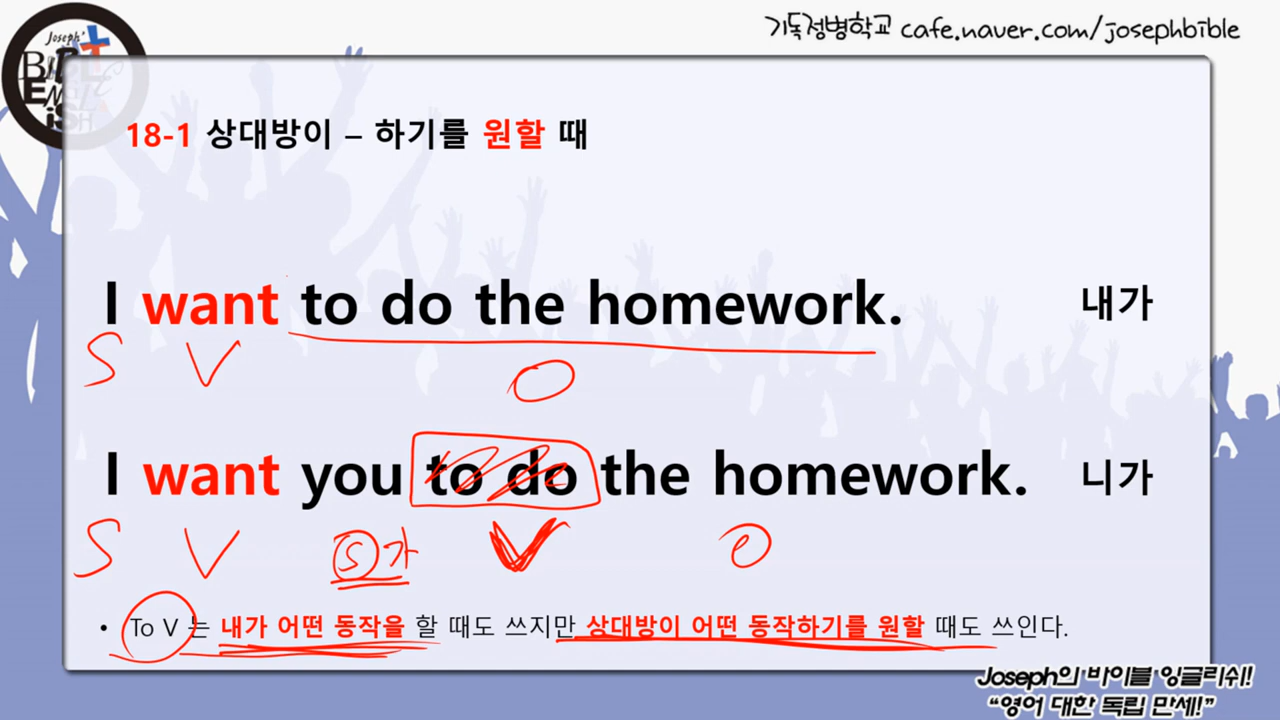 Joseph'
BIBLE
ENGLISH
기독정병학교 cafe.naver.com/josephbible
18-1 상대방이 – 하기를 원할 때
I want to do the homework. 내가
S V O
I want you to do the homework. 니가
S V S가 V O
• To V 는 내가 어떤 동작을 할 때도 쓰지만 상대방이 어떤 동작하기를 원할 때도 쓰인다.
Joseph의 바이블 잉글리쉬!
“영어 대한 독립 만세!”